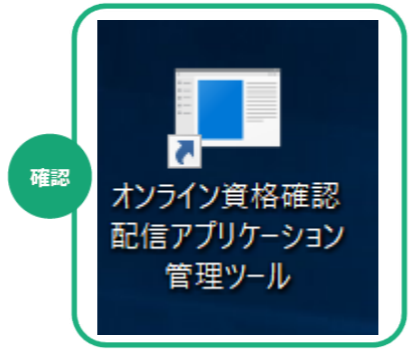 確認
オンライン資格確認
配信アプリケーション
管理ツール